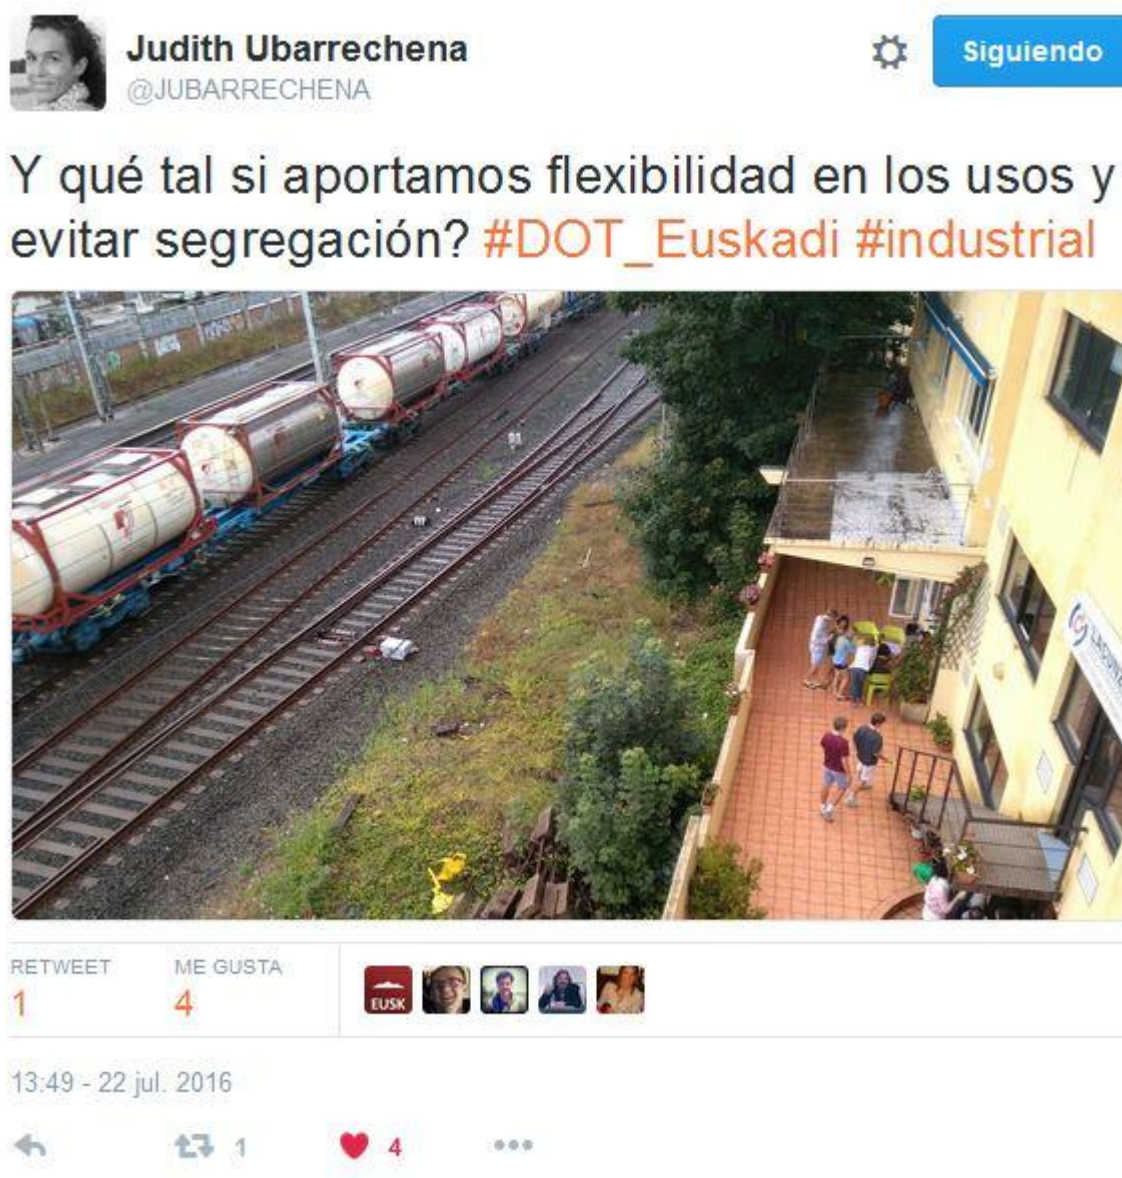 Judith Ubarrechena
@JUBARRECHENA
Siguiendo
Y qué tal si aportamos flexibilidad en los usos y
evitar segregación? #DOT_Euskadi #industrial
RETWEET
1
ME GUSTA
4
EUSK
13:49 - 22 jul. 2016
1
4